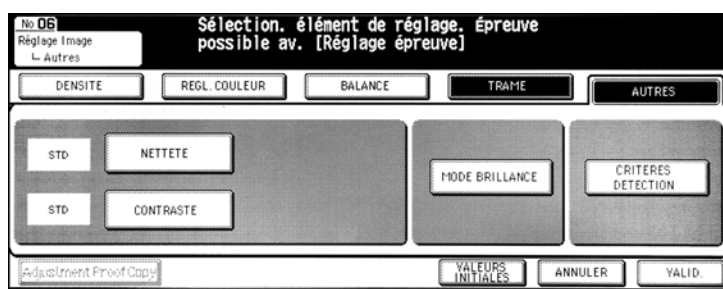 No 06
Réglage Image
Autres
Sélection. élément de réglage. Épreuve
possible av. [Réglage épreuve]
DENSITE
REGL. COULEUR
BALANCE
TRAME
AUTRES
STD
NETTETE
STD
CONTRASTE
MODE BRILLANCE
CRITERES
DETECTION
Adjustment Proof Copy
VALEURS
INITIALES
ANNULER
VALID.